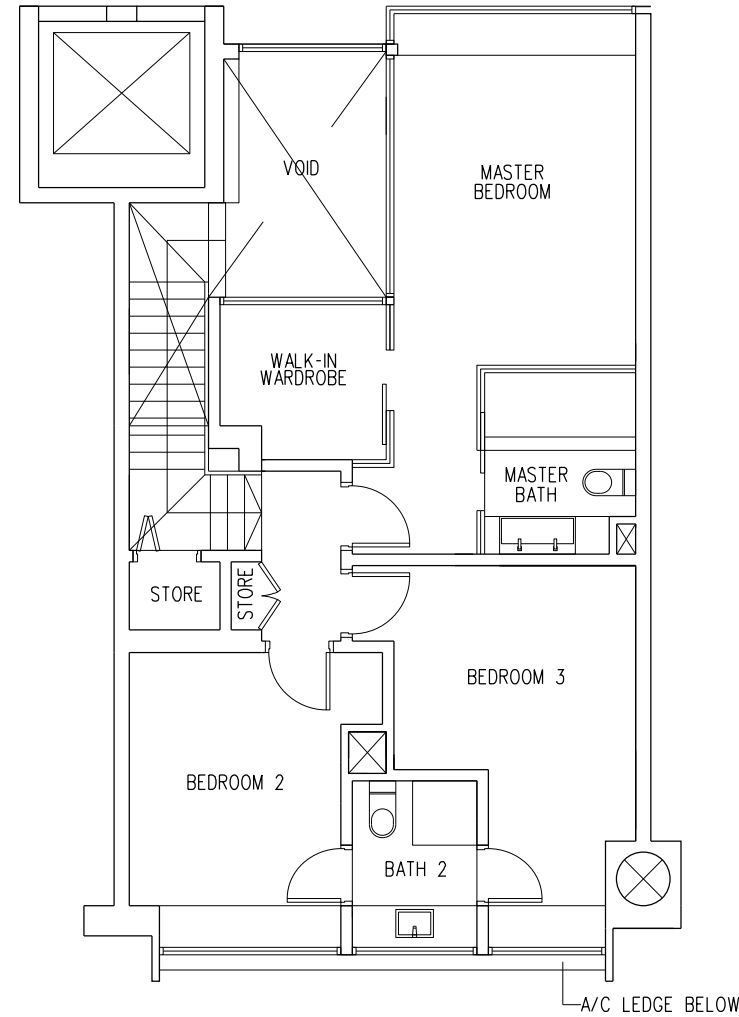 VOID
MASTER
BEDROOM
WALK-IN
WARDROBE
MASTER
BATH
STORE
STORE
BEDROOM 3
BEDROOM 2
BATH 2
A/C LEDGE BELOW